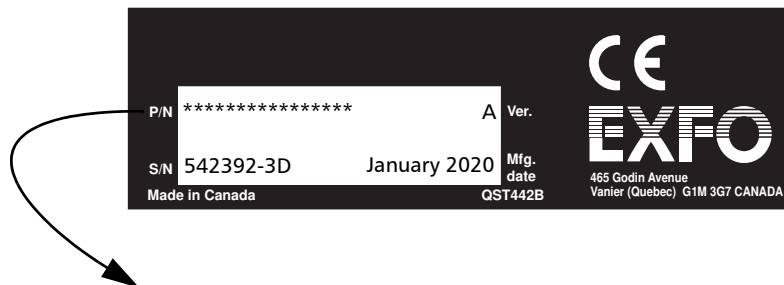 P/N *************** A Ver.
S/N 542392-3D January 2020 Mfg. date
Made in Canada QST442B
CE
EXFO
465 Godin Avenue
Vanier (Quebec) G1M 3G7 CANADA